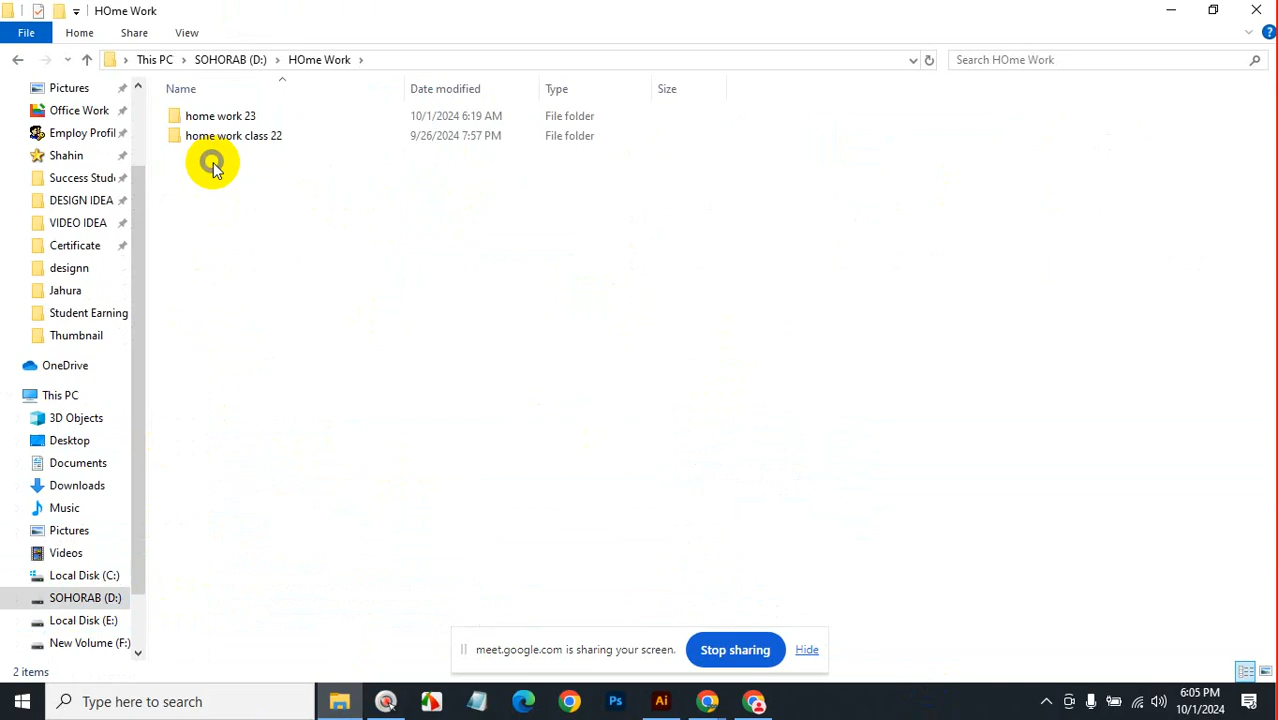 HOme Work
File Home Share View
This PC SOHORAB (D:) HOme Work
Search HOme Work
Name Date modified Type Size
home work 23 10/1/2024 6:19 AM File folder
home work class 22 9/26/2024 7:57 PM File folder
Pictures
Office Work
Employ Profil
Shahin
Success Stud
DESIGN IDEA
VIDEO IDEA
Certificate
designn
Jahura
Student Earning
Thumbnail
OneDrive
This PC
3D Objects
Desktop
Documents
Downloads
Music
Pictures
Videos
Local Disk (C:)
SOHORAB (D:)
Local Disk (E:)
New Volume (F:)
meet.google.com is sharing your screen. Stop sharing Hide
2 items
Type here to search
Ps
Ai
6:05 PM
10/1/2024